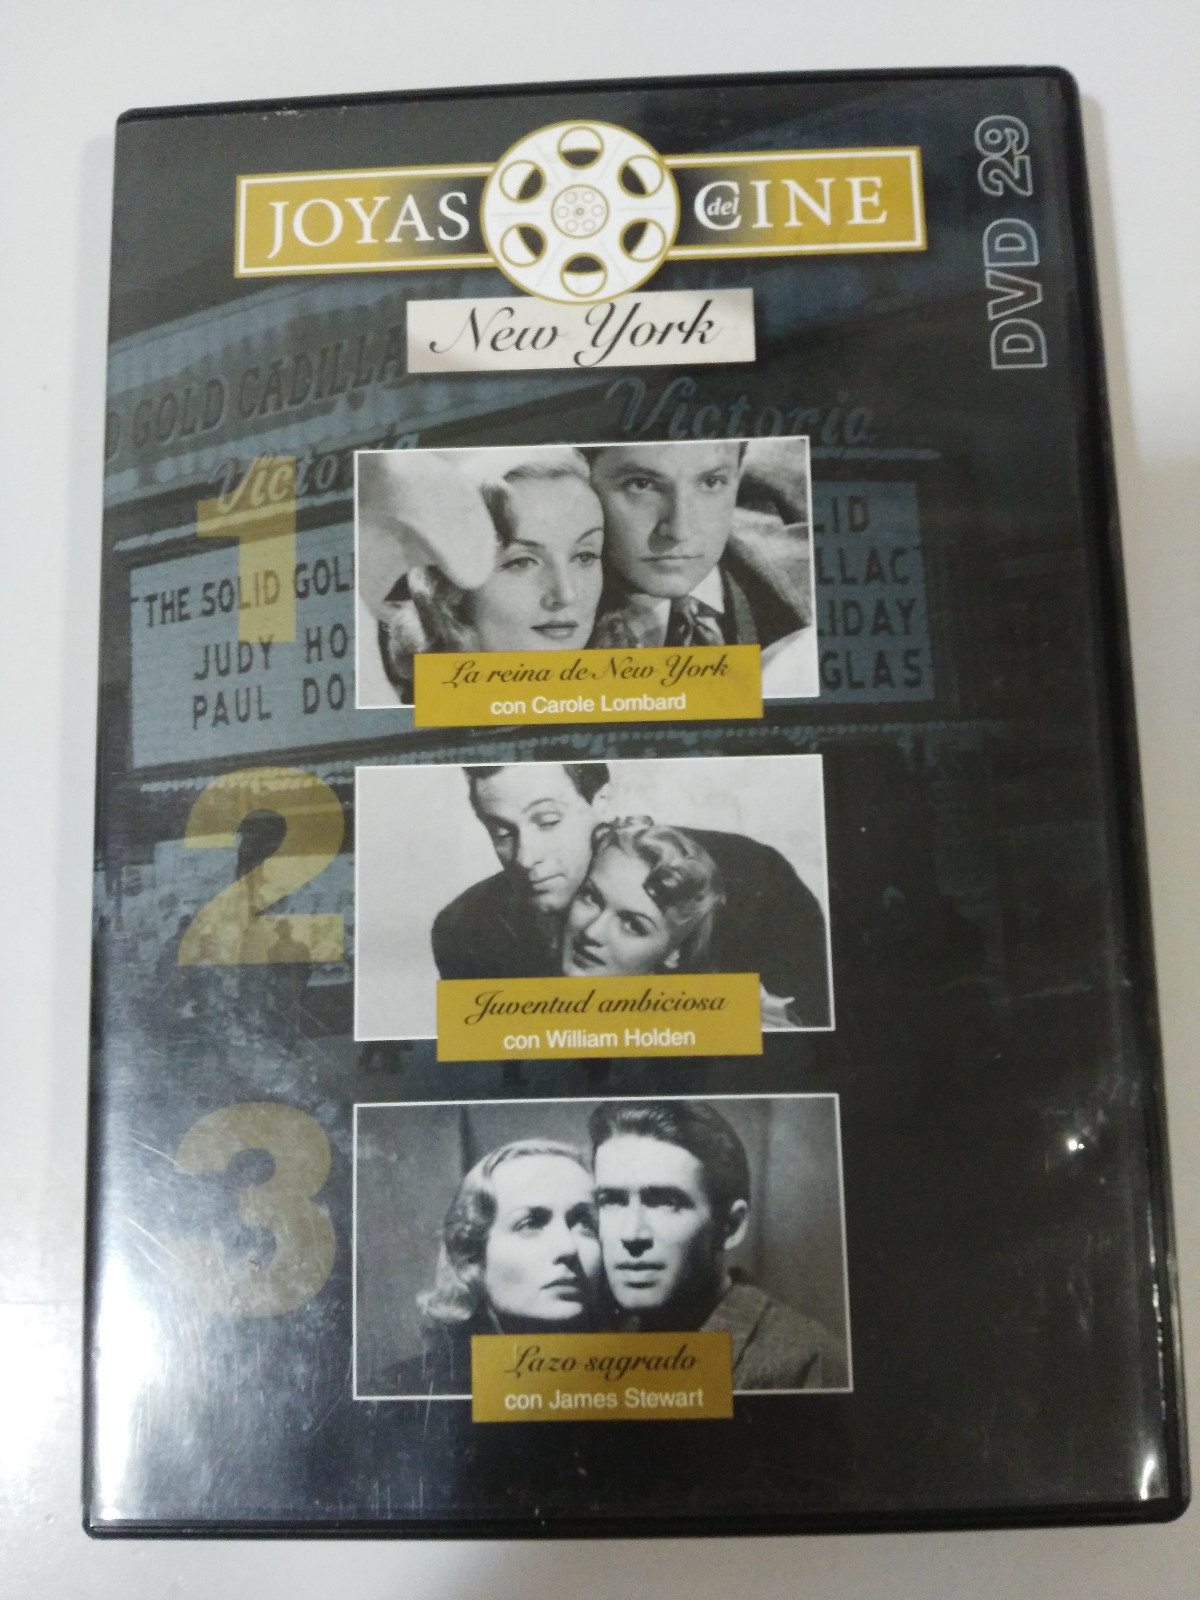 JOYAS del CINE
New York
DVD 29
D GOLD CADILLA
Victoria
Victoria
THE SOLID GOL
JUDY HO
PAUL DO
LID
LLAC
LIDAY
GLAS
1
La reina de New York
con Carole Lombard
2
Juventud ambiciosa
con William Holden
3
Lazo sagrado
con James Stewart